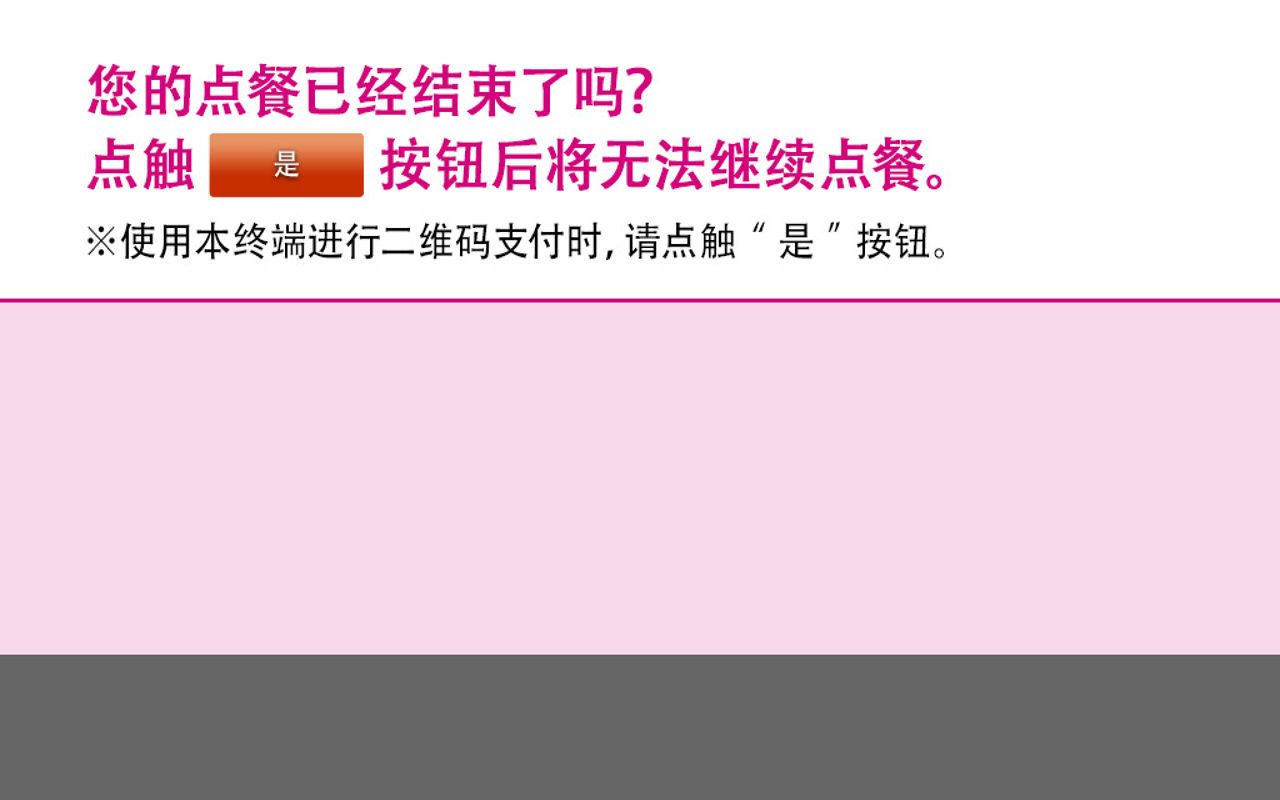 您的点餐已经结束了吗?
点触 是 按钮后将无法继续点餐。
※使用本终端进行二维码支付时, 请点触 “ 是 ” 按钮。